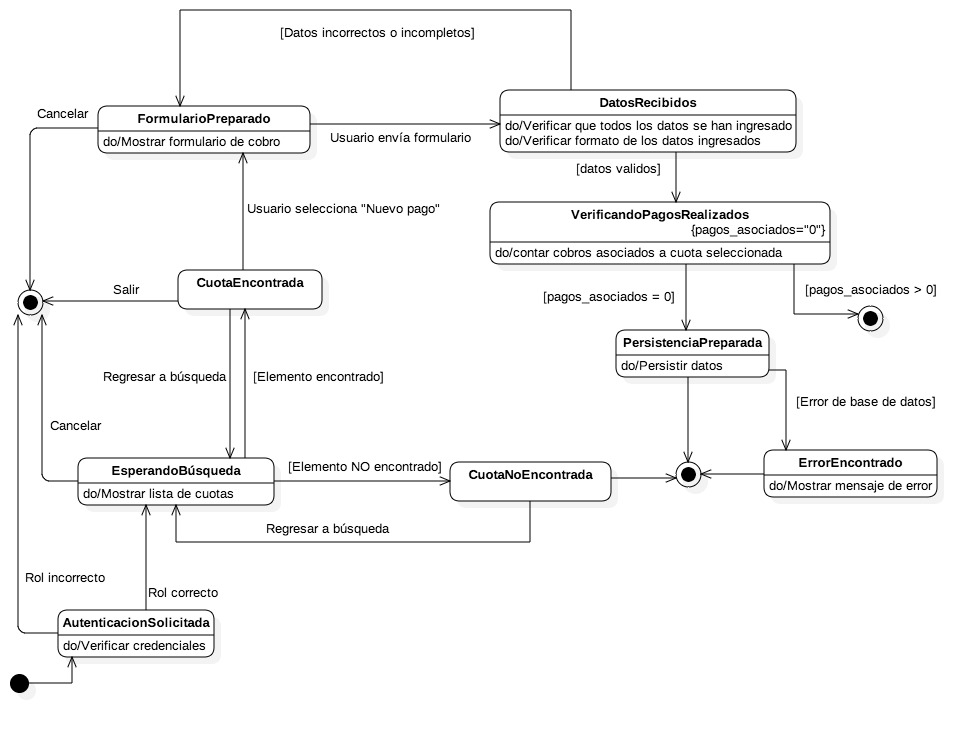 [Datos incorrectos o incompletos]
Cancelar
FormularioPreparado
do/Mostrar formulario de cobro
Usuario envía formulario
DatosRecibidos
do/Verificar que todos los datos se han ingresado
do/Verificar formato de los datos ingresados
[datos validos]
Usuario selecciona "Nuevo pago"
VerificandoPagosRealizados
{pagos_asociados="0"}
do/contar cobros asociados a cuota seleccionada
CuotaEncontrada
Salir
[pagos_asociados = 0]
[pagos_asociados > 0]
PersistenciaPreparada
do/Persistir datos
Regresar a búsqueda
[Elemento encontrado]
[Error de base de datos]
Cancelar
EsperandoBúsqueda
do/Mostrar lista de cuotas
[Elemento NO encontrado]
CuotaNoEncontrada
ErrorEncontrado
do/Mostrar mensaje de error
Regresar a búsqueda
Rol incorrecto
Rol correcto
AutenticacionSolicitada
do/Verificar credenciales